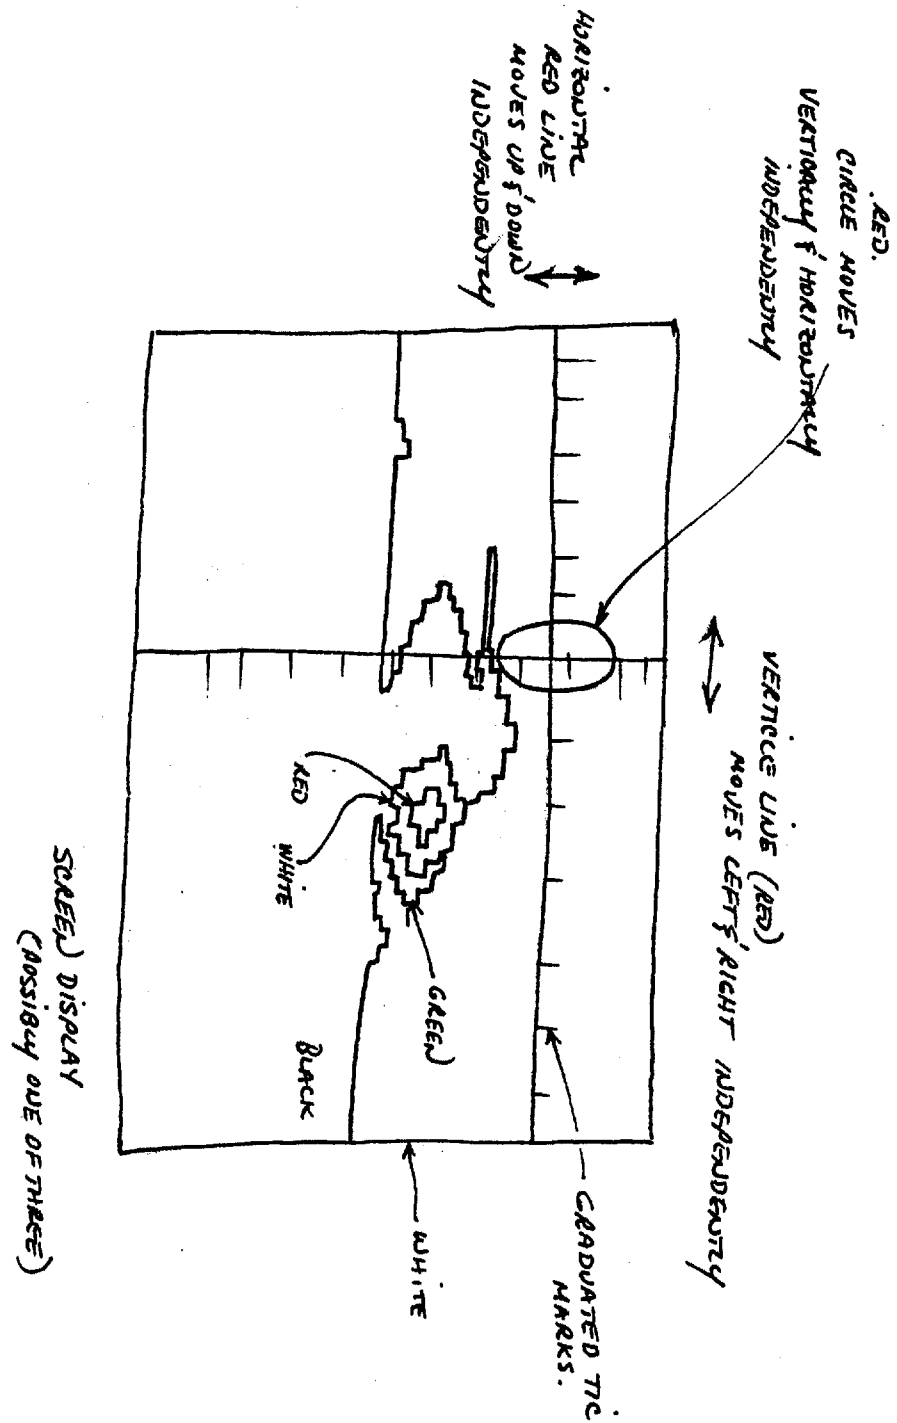 .RED.
CIRCLE MOVES
VERTICALLY & HORIZONTALLY
INDEPENDENTLY
HORIZONTAL
RED LINE
MOVES UP & DOWN
INDEPENDENTLY
VERTICLE LINE (RED)
MOVES LEFT & RIGHT INDEPENDENTLY
GRADUATED TIC
MARKS.
RED
WHITE
GREEN
BLACK
WHITE
SCREEN DISPLAY
(POSSIBLY ONE OF THREE)